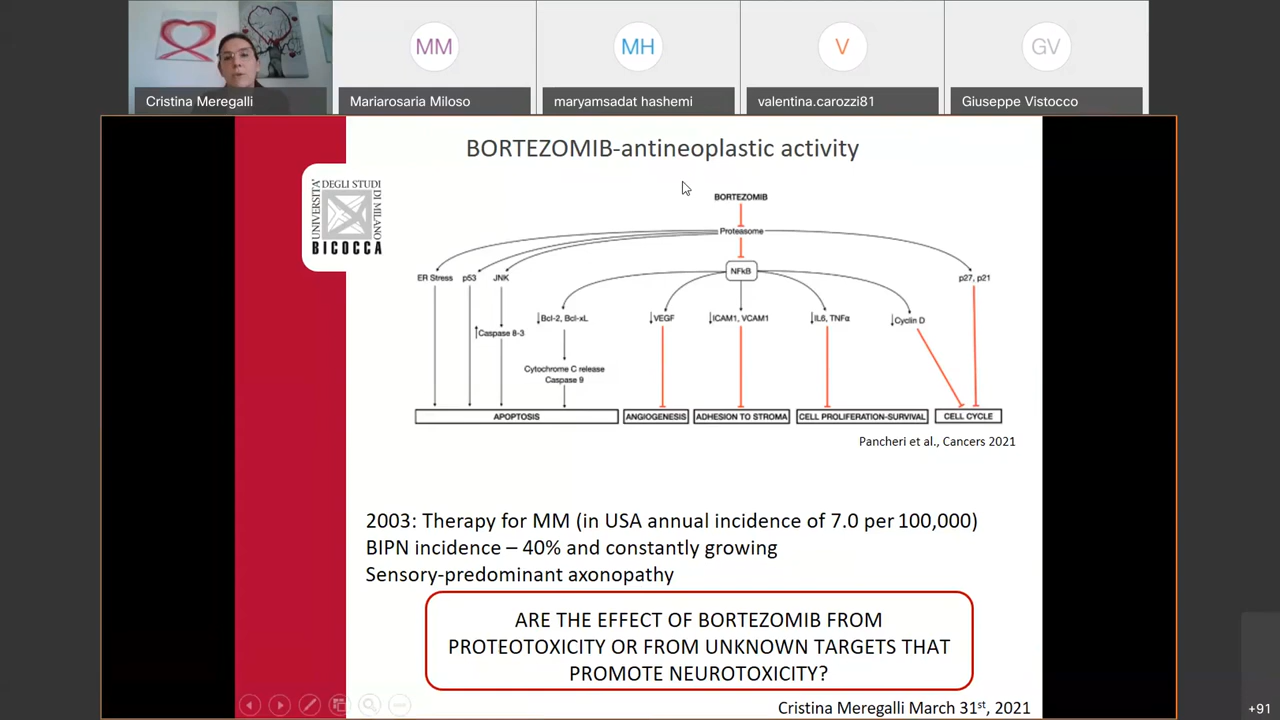 MM
MH
V
GV
Cristina Meregalli
Mariarosaria Miloso
maryamsadat hashemi
valentina.carozzi81
Giuseppe Vistocco
BORTEZOMIB-antineoplastic activity
UNIVERSITA'
DEGLI STUDI
DI MILANO
BICOCCA
BORTEZOMIB
Proteasome
ER Stress
p53
JNK
NFkB
p27, p21
↓Bcl-2, Bcl-xL
↓VEGF
↓ICAM1, VCAM1
↓IL6, TNFα
↓Cyclin D
↑Caspase 8-3
Cytochrome C release
Caspase 9
APOPTOSIS
ANGIOGENESIS
ADHESION TO STROMA
CELL PROLIFERATION-SURVIVAL
CELL CYCLE
Pancheri et al., Cancers 2021
2003: Therapy for MM (in USA annual incidence of 7.0 per 100,000)
BIPN incidence – 40% and constantly growing
Sensory-predominant axonopathy
ARE THE EFFECT OF BORTEZOMIB FROM
PROTEOTOXICITY OR FROM UNKNOWN TARGETS THAT
PROMOTE NEUROTOXICITY?
Cristina Meregalli March 31st, 2021
+91